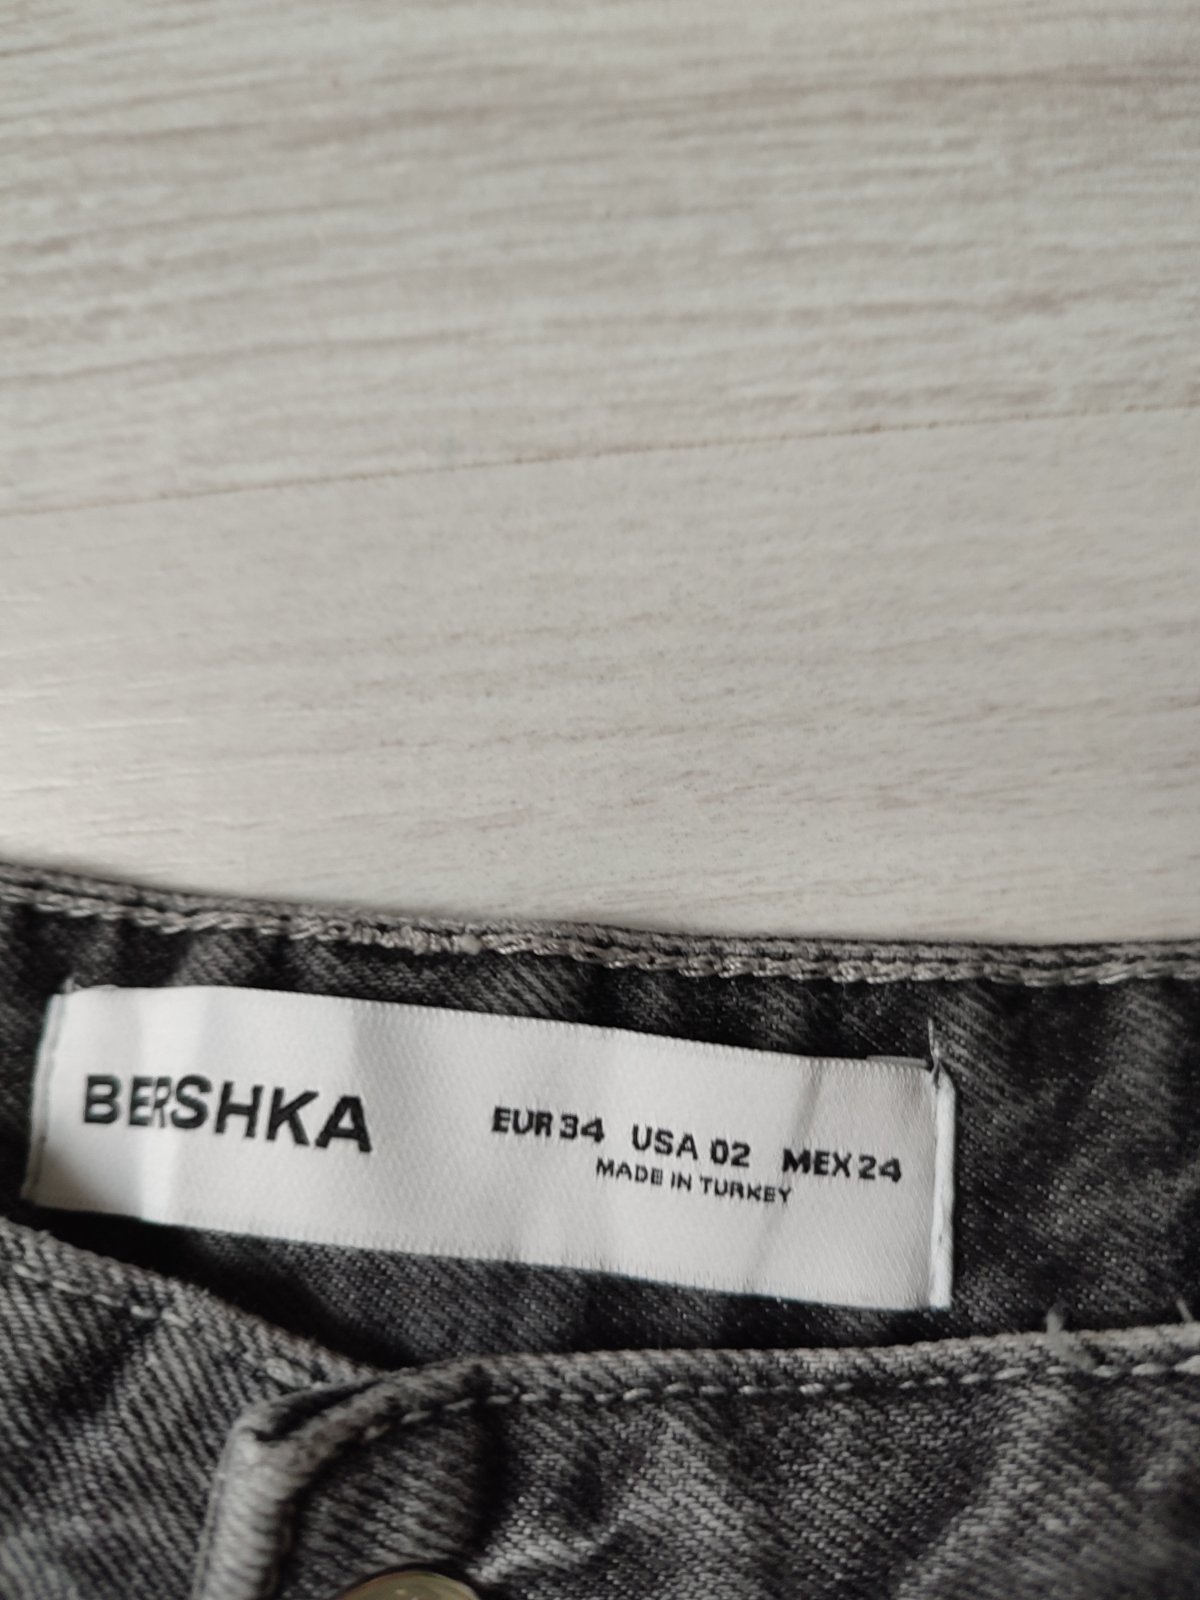 BERSHKA
EUR 34 USA 02 MEX 24
MADE IN TURKEY